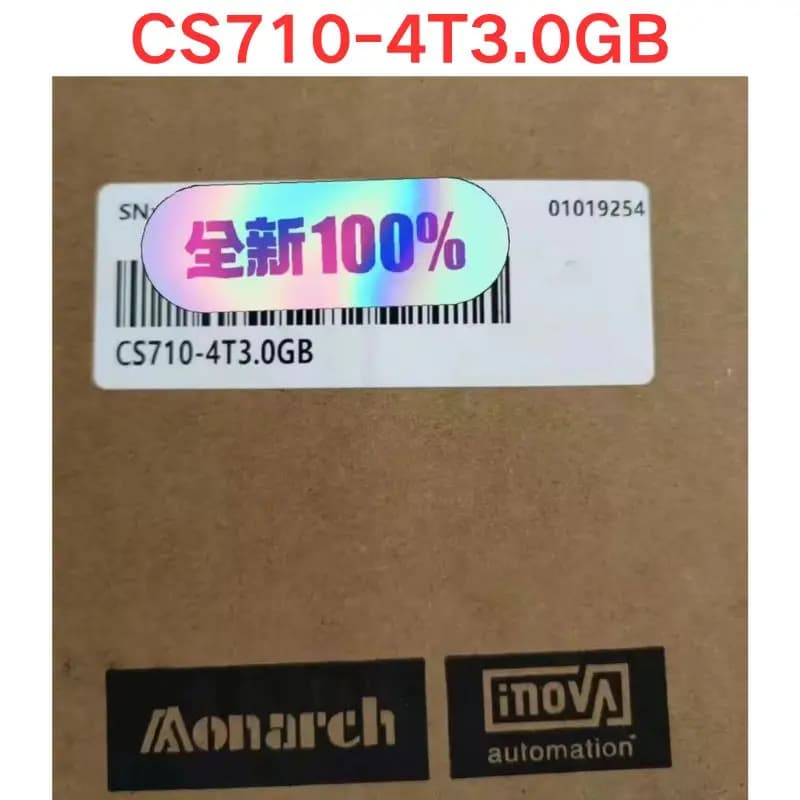 CS710-4T3.0GB
SN:
全新100%
01019254
CS710-4T3.0GB
Monarch
inovA
automation